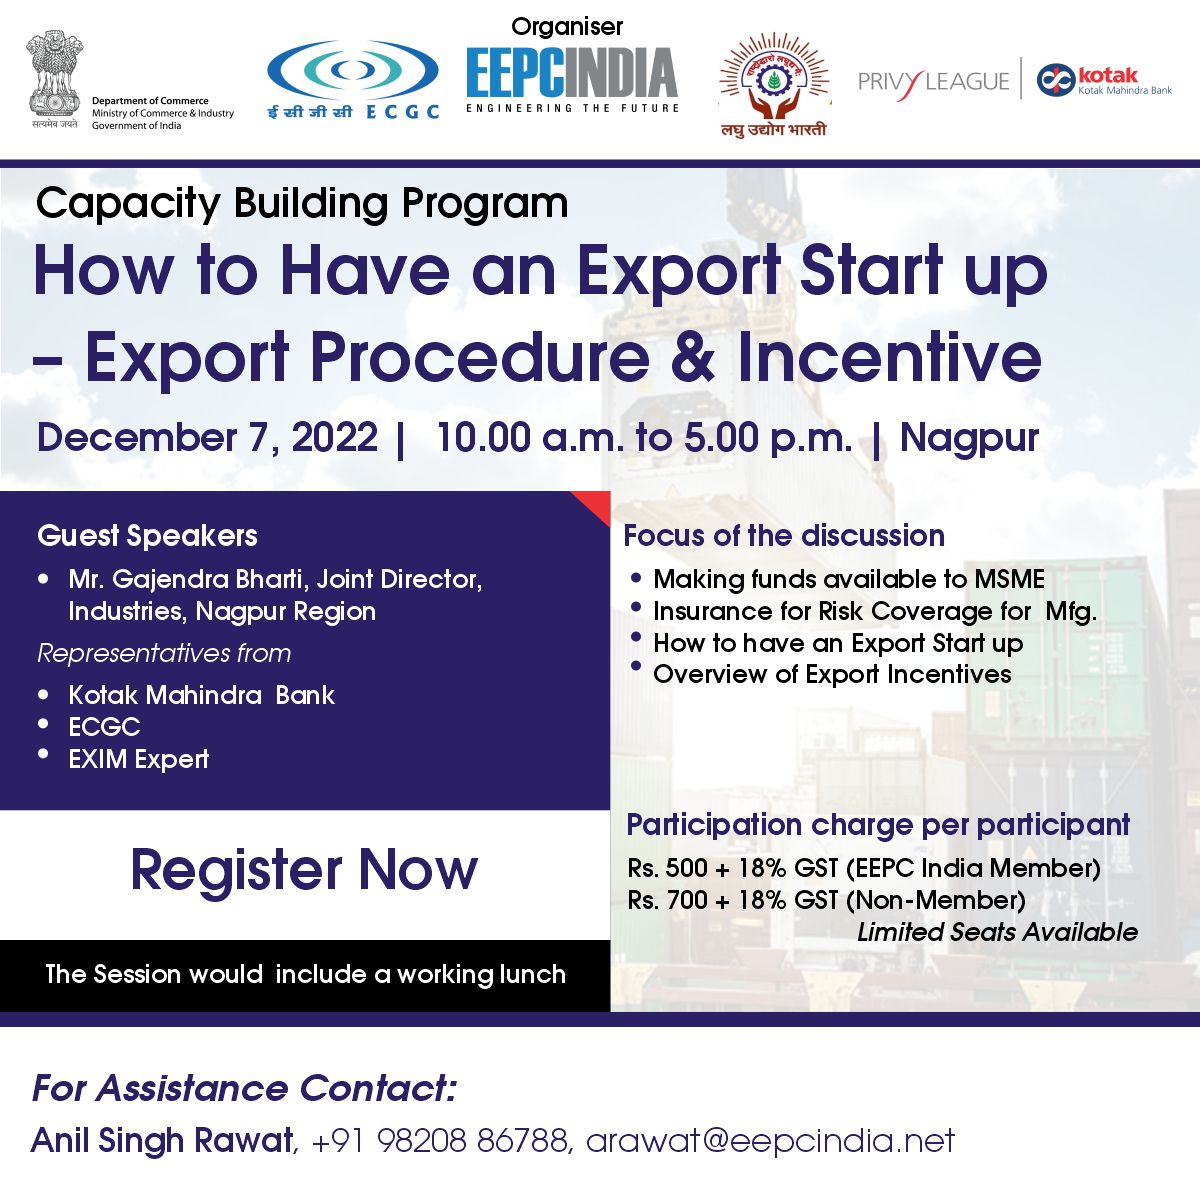 Organiser
सत्यमेव जयते
Department of Commerce
Ministry of Commerce & Industry
Government of India
ई सी जी सी ECGC
EEPCINDIA
ENGINEERING THE FUTURE
लघु उद्योग भारती
PRIVY LEAGUE
kotak
Kotak Mahindra Bank
Capacity Building Program
How to Have an Export Start up
– Export Procedure & Incentive
December 7, 2022 | 10.00 a.m. to 5.00 p.m. | Nagpur
Guest Speakers
• Mr. Gajendra Bharti, Joint Director,
Industries, Nagpur Region
Representatives from
• Kotak Mahindra Bank
• ECGC
• EXIM Expert
Register Now
The Session would include a working lunch
Focus of the discussion
• Making funds available to MSME
• Insurance for Risk Coverage for Mfg.
• How to have an Export Start up
• Overview of Export Incentives
Participation charge per participant
Rs. 500 + 18% GST (EEPC India Member)
Rs. 700 + 18% GST (Non-Member)
Limited Seats Available
For Assistance Contact:
Anil Singh Rawat, +91 98208 86788, arawat@eepcindia.net